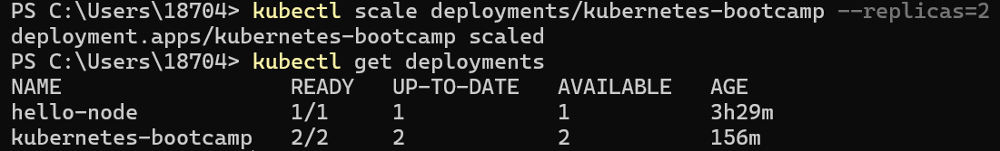 PS C:\Users\18704> kubectl scale deployments/kubernetes-bootcamp --replicas=2
deployment.apps/kubernetes-bootcamp scaled
PS C:\Users\18704> kubectl get deployments
NAME                  READY   UP-TO-DATE   AVAILABLE   AGE
hello-node            1/1     1            1           3h29m
kubernetes-bootcamp   2/2     2            2           156m